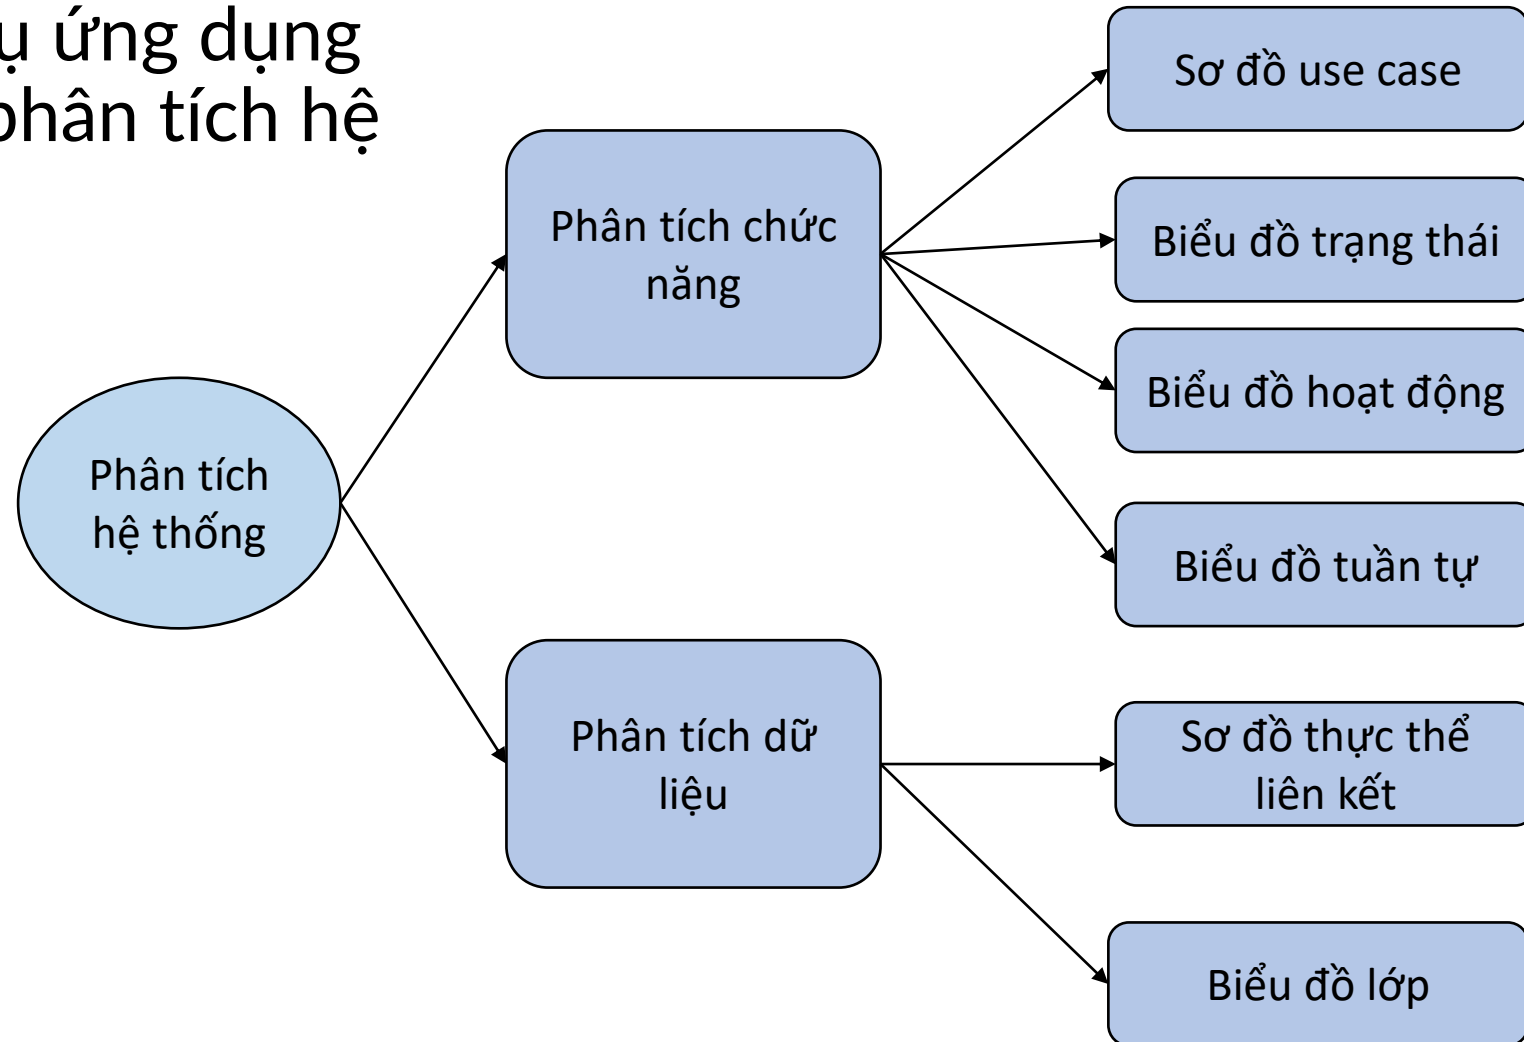 ứng dụng
phân tích hệ
Sơ đồ use case
Phân tích chức
năng
Biểu đồ trạng thái
Biểu đồ hoạt động
Phân tích
hệ thống
Biểu đồ tuần tự
Phân tích dữ
liệu
Sơ đồ thực thể
liên kết
Biểu đồ lớp